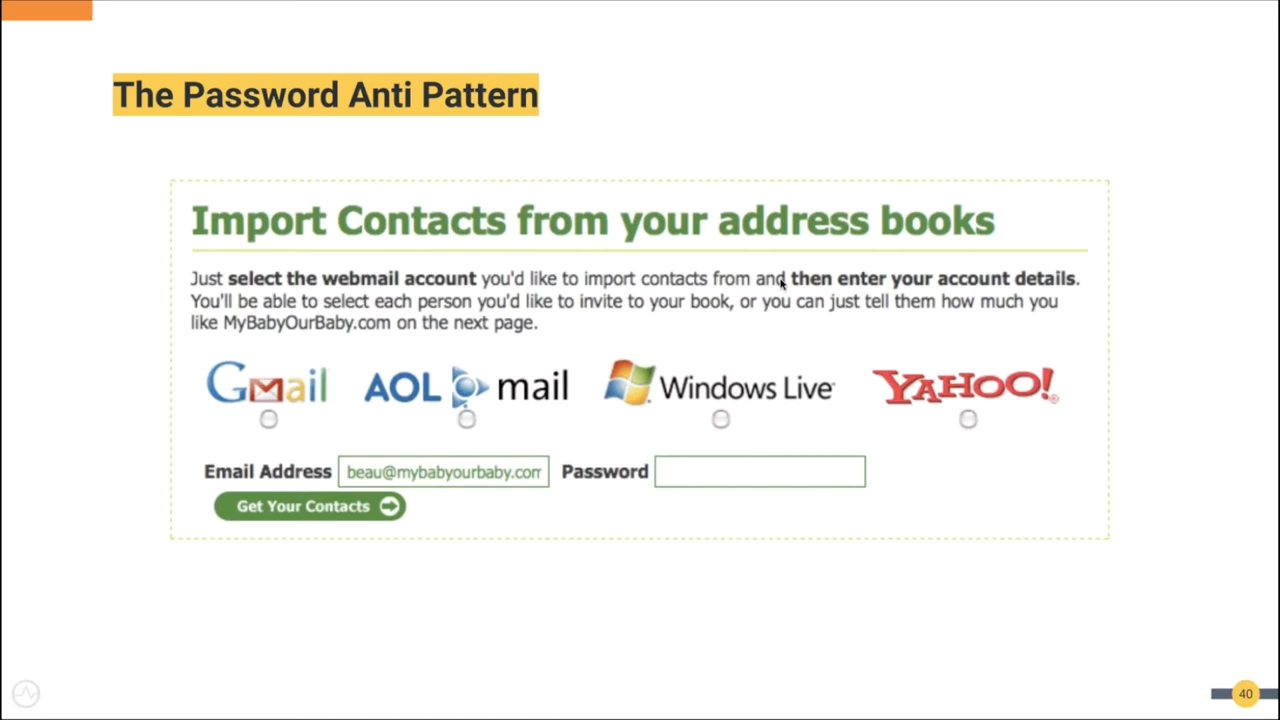 The Password Anti Pattern
Import Contacts from your address books
Just select the webmail account you'd like to import contacts from and then enter your account details.
You'll be able to select each person you'd like to invite to your book, or you can just tell them how much you
like MyBabyOurBaby.com on the next page.
Gmail AOL mail Windows Live YAHOO!
Email Address beau@mybabyourbaby.com Password
Get Your Contacts
40